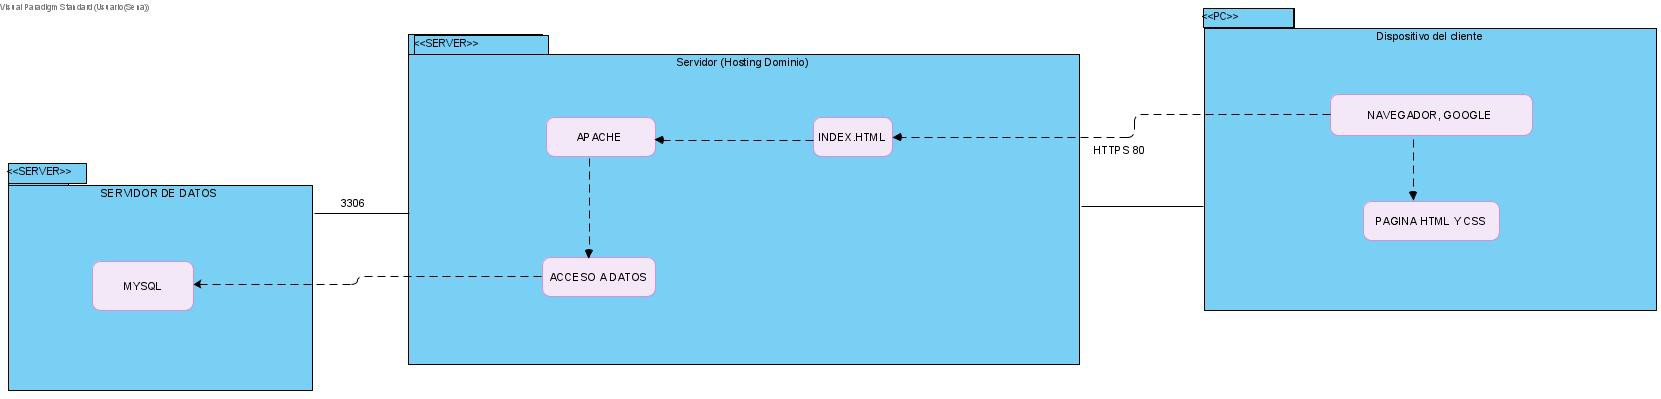 Visual Paradigm Standard (Usuario(Sena))
<<PC>>
Dispositivo del cliente
<<SERVER>>
Servidor (Hosting Dominio)
NAVEGADOR, GOOGLE
APACHE
INDEX.HTML
HTTPS 80
<<SERVER>>
SERVIDOR DE DATOS
3306
PAGINA HTML Y CSS
ACCESO A DATOS
MYSQL